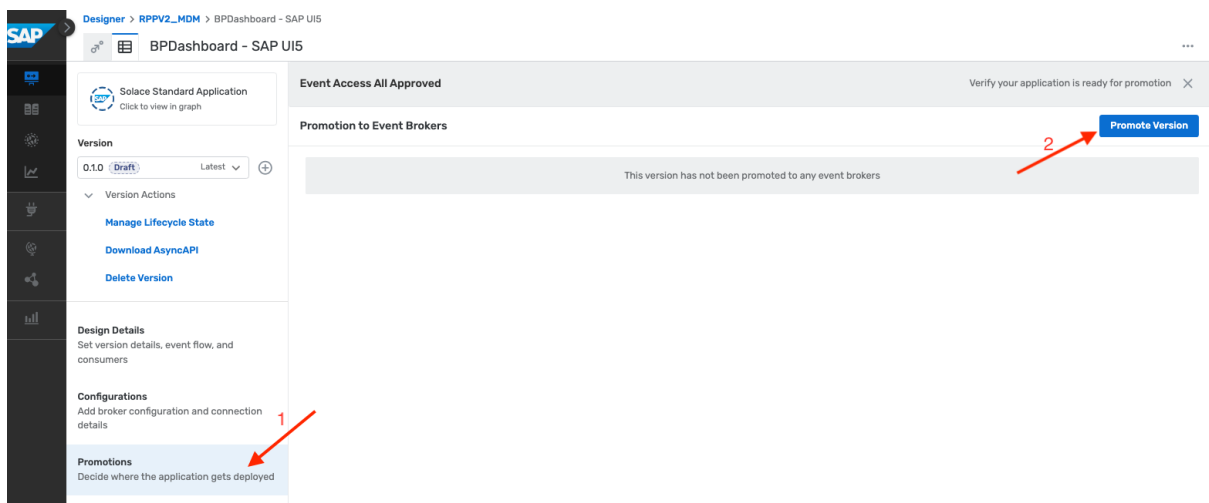 Designer > RPPV2_MDM > BPDashboard - SAP UI5
SAP
BPDashboard - SAP UI5
...
SAP
Solace Standard Application
Click to view in graph
Event Access All Approved
Verify your application is ready for promotion
Promotion to Event Brokers
Promote Version
2
Version
0.1.0 Draft Latest
This version has not been promoted to any event brokers
Version Actions
Manage Lifecycle State
Download AsyncAPI
Delete Version
Design Details
Set version details, event flow, and
consumers
Configurations
Add broker configuration and connection
details
1
Promotions
Decide where the application gets deployed